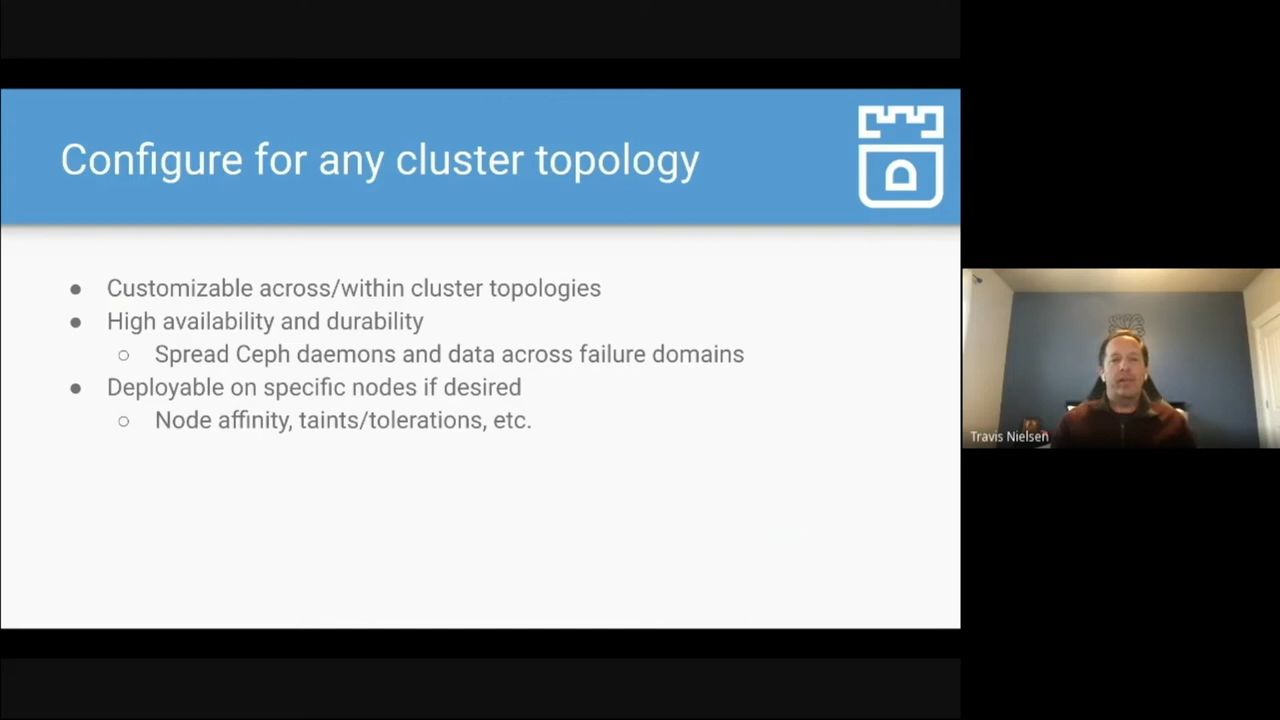 Configure for any cluster topology
● Customizable across/within cluster topologies
● High availability and durability
○ Spread Ceph daemons and data across failure domains
● Deployable on specific nodes if desired
○ Node affinity, taints/tolerations, etc.
Travis Nielsen